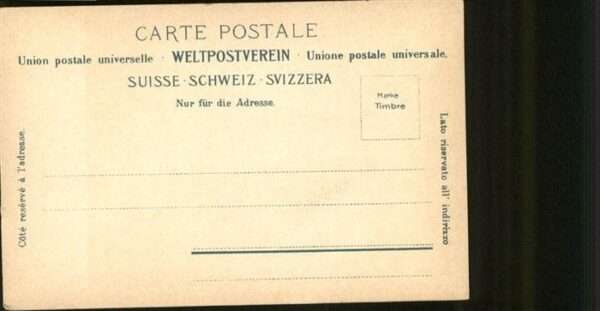 CARTE POSTALE
Union postale universelle · WELTPOSTVEREIN · Unione postale universale.
SUISSE · SCHWEIZ · SVIZZERA
Nur für die Adresse.
Marke
Timbre
Côté reservé à l'adresse.
Lato riservato all' indirizzo